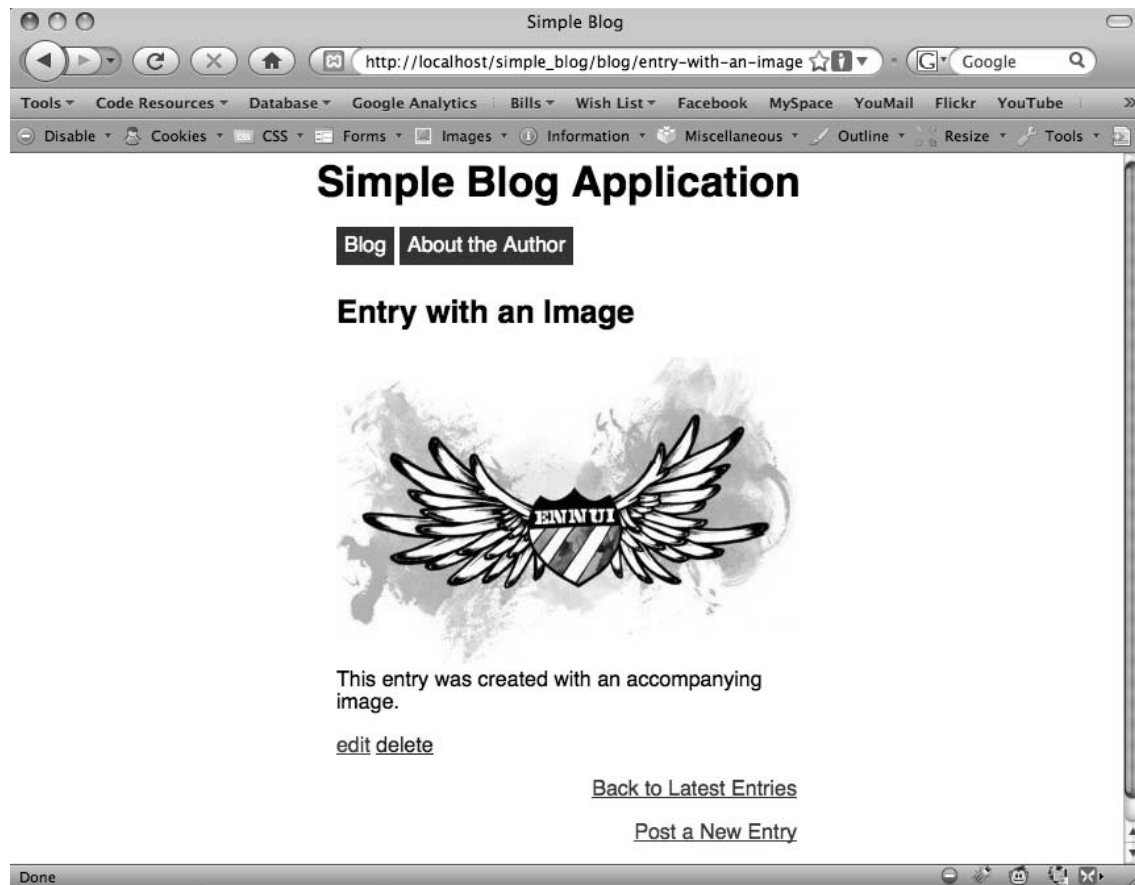 Simple Blog
http://localhost/simple_blog/blog/entry-with-an-image
G Google
Tools Code Resources Database Google Analytics Bills Wish List Facebook MySpace YouMail Flickr YouTube »
Disable Cookies CSS Forms Images Information Miscellaneous Outline Resize Tools
Simple Blog Application
Blog About the Author
Entry with an Image
ENNUI
This entry was created with an accompanying
image.
edit delete
Back to Latest Entries
Post a New Entry
Done